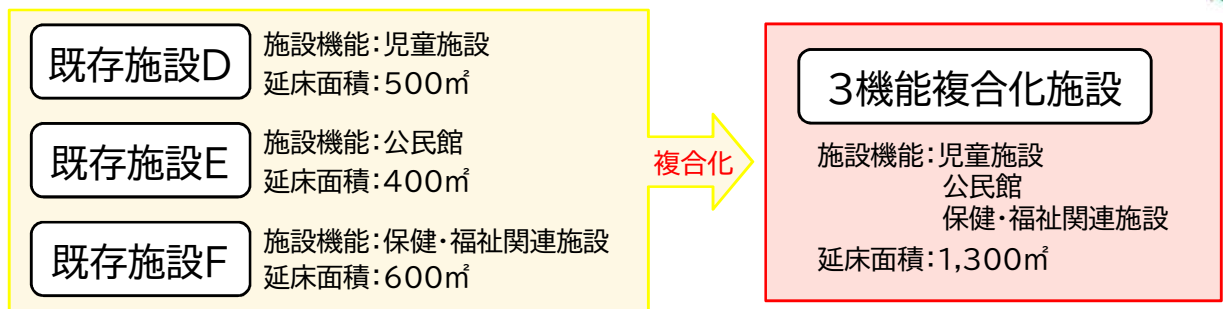 既存施設D
施設機能：児童施設
延床面積：500㎡
既存施設E
施設機能：公民館
延床面積：400㎡
既存施設F
施設機能：保健・福祉関連施設
延床面積：600㎡
複合化
3機能複合化施設
施設機能：児童施設
公民館
保健・福祉関連施設
延床面積：1,300㎡